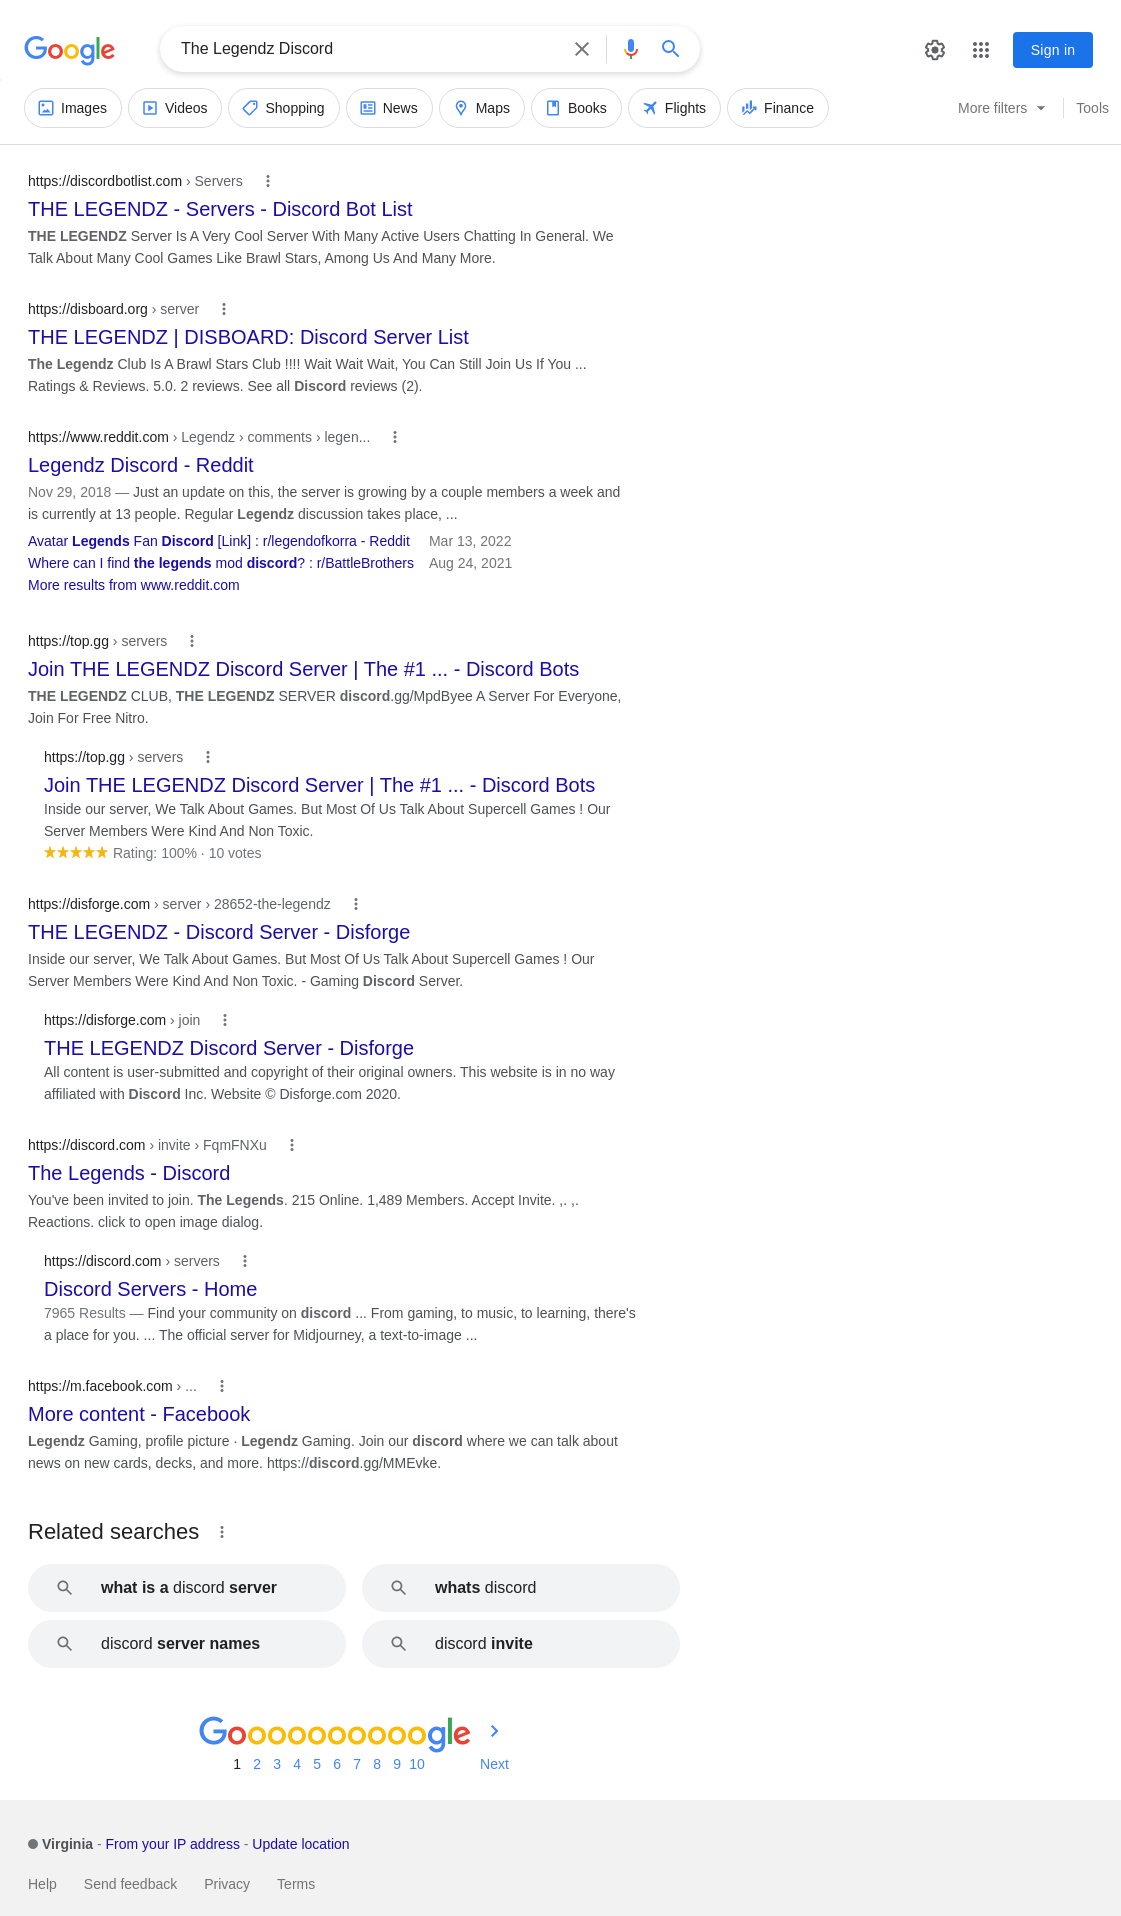 Google
The Legendz Discord
Sign in
Images Videos Shopping News Maps Books Flights Finance More filters Tools
https://discordbotlist.com › Servers
THE LEGENDZ - Servers - Discord Bot List
THE LEGENDZ Server Is A Very Cool Server With Many Active Users Chatting In General. We
Talk About Many Cool Games Like Brawl Stars, Among Us And Many More.
https://disboard.org › server
THE LEGENDZ | DISBOARD: Discord Server List
The Legendz Club Is A Brawl Stars Club !!!! Wait Wait Wait, You Can Still Join Us If You ...
Ratings & Reviews. 5.0. 2 reviews. See all Discord reviews (2).
https://www.reddit.com › Legendz › comments › legen...
Legendz Discord - Reddit
Nov 29, 2018 — Just an update on this, the server is growing by a couple members a week and
is currently at 13 people. Regular Legendz discussion takes place, ...
Avatar Legends Fan Discord [Link] : r/legendofkorra - Reddit Mar 13, 2022
Where can I find the legends mod discord? : r/BattleBrothers Aug 24, 2021
More results from www.reddit.com
https://top.gg › servers
Join THE LEGENDZ Discord Server | The #1 ... - Discord Bots
THE LEGENDZ CLUB, THE LEGENDZ SERVER discord.gg/MpdByee A Server For Everyone,
Join For Free Nitro.
https://top.gg › servers
Join THE LEGENDZ Discord Server | The #1 ... - Discord Bots
Inside our server, We Talk About Games. But Most Of Us Talk About Supercell Games ! Our
Server Members Were Kind And Non Toxic.
Rating: 100% · 10 votes
https://disforge.com › server › 28652-the-legendz
THE LEGENDZ - Discord Server - Disforge
Inside our server, We Talk About Games. But Most Of Us Talk About Supercell Games ! Our
Server Members Were Kind And Non Toxic. - Gaming Discord Server.
https://disforge.com › join
THE LEGENDZ Discord Server - Disforge
All content is user-submitted and copyright of their original owners. This website is in no way
affiliated with Discord Inc. Website © Disforge.com 2020.
https://discord.com › invite › FqmFNXu
The Legends - Discord
You've been invited to join. The Legends. 215 Online. 1,489 Members. Accept Invite. ,. ,.
Reactions. click to open image dialog.
https://discord.com › servers
Discord Servers - Home
7965 Results — Find your community on discord ... From gaming, to music, to learning, there's
a place for you. ... The official server for Midjourney, a text-to-image ...
https://m.facebook.com › ...
More content - Facebook
Legendz Gaming, profile picture · Legendz Gaming. Join our discord where we can talk about
news on new cards, decks, and more. https://discord.gg/MMEvke.
Related searches
what is a discord server
whats discord
discord server names
discord invite
Goooooooooogle
1 2 3 4 5 6 7 8 9 10 Next
Virginia - From your IP address - Update location
Help Send feedback Privacy Terms